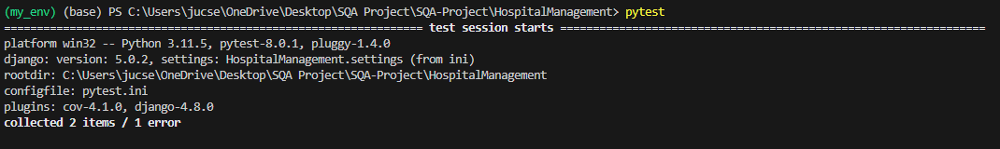 (my_env) (base) PS C:\Users\jucse\OneDrive\Desktop\SQA Project\SQA-Project\HospitalManagement> pytest
================================================================ test session starts =================================================================
platform win32 -- Python 3.11.5, pytest-8.0.1, pluggy-1.4.0
django: version: 5.0.2, settings: HospitalManagement.settings (from ini)
rootdir: C:\Users\jucse\OneDrive\Desktop\SQA Project\SQA-Project\HospitalManagement
configfile: pytest.ini
plugins: cov-4.1.0, django-4.8.0
collected 2 items / 1 error